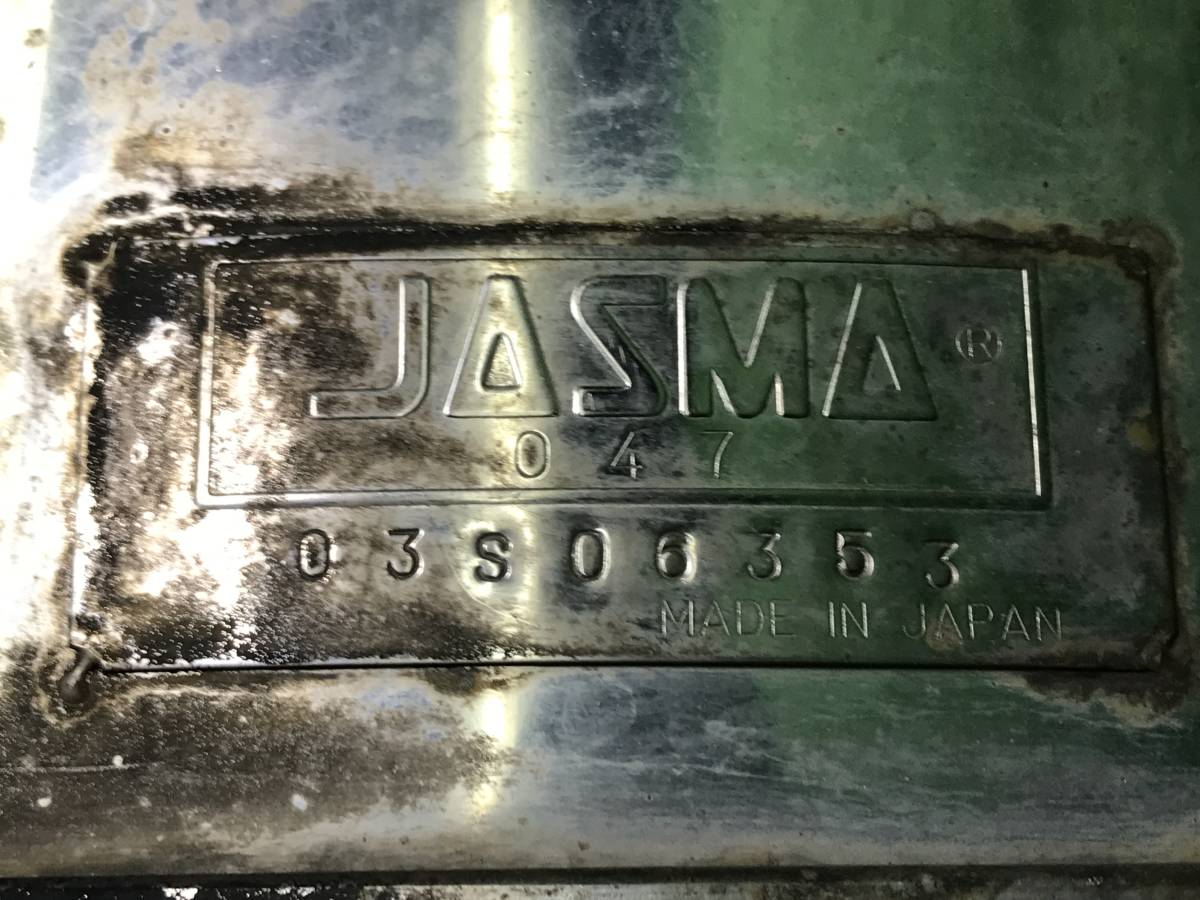 JASMA ®
047
03S06353
MADE IN JAPAN